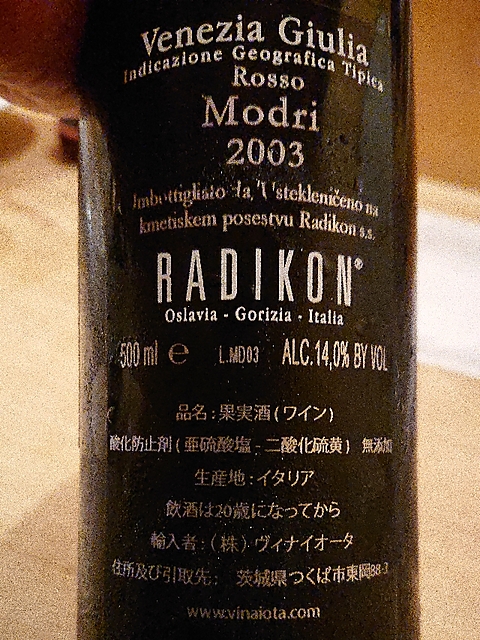 Venezia Giulia
Indicazione Geografica Tipica
Rosso
Modri
2003
Imbottigliato da / Ustekleničeno na
kmetiskem posestvu Radikon s.s.
RADIKON®
Oslavia - Gorizia - Italia
500 ml ℮ L.MD03 ALC.14,0% BY VOL
品名:果実酒(ワイン)
酸化防止剤(亜硫酸塩-二酸化硫黄) 無添加
生産地:イタリア
飲酒は20歳になってから
輸入者:(株)ヴィナイオータ
住所及び引取先: 茨城県つくば市東岡88-3
www.vinaiota.com